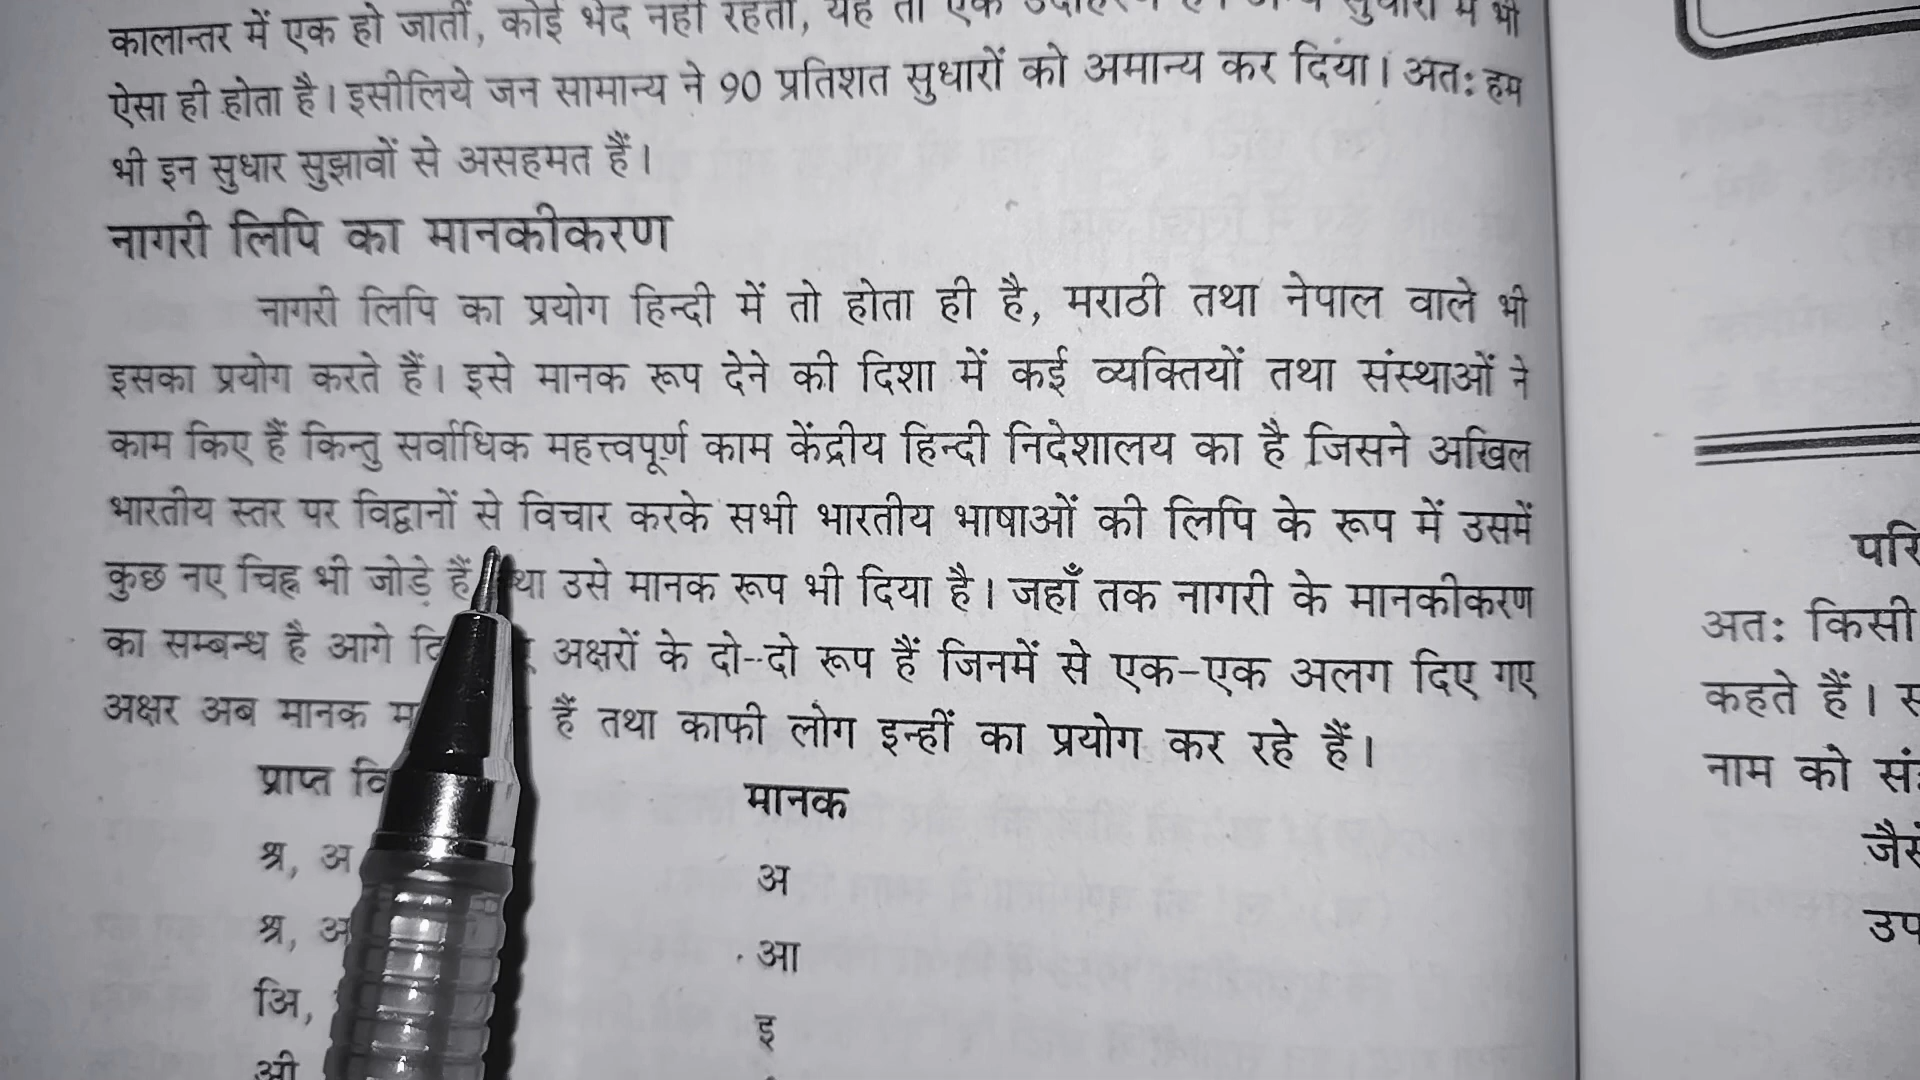 कालान्तर में एक हो जातीं, कोई भेद नहीं रहता, यह तो एक
ऐसा ही होता है। इसीलिये जन सामान्य ने 90 प्रतिशत सुधारों को अमान्य कर दिया। अतः हम
भी इन सुधार सुझावों से असहमत हैं।
नागरी लिपि का मानकीकरण
नागरी लिपि का प्रयोग हिन्दी में तो होता ही है, मराठी तथा नेपाल वाले भी
इसका प्रयोग करते हैं। इसे मानक रूप देने की दिशा में कई व्यक्तियों तथा संस्थाओं ने
काम किए हैं किन्तु सर्वाधिक महत्त्वपूर्ण काम केंद्रीय हिन्दी निदेशालय का है जिसने अखिल
भारतीय स्तर पर विद्वानों से विचार करके सभी भारतीय भाषाओं की लिपि के रूप में उसमें
कुछ नए चिह्न भी जोड़े हैं था उसे मानक रूप भी दिया है। जहाँ तक नागरी के मानकीकरण
का सम्बन्ध है आगे अक्षरों के दो--दो रूप हैं जिनमें से एक-एक अलग दिए गए
अक्षर अब मानक हैं तथा काफी लोग इन्हीं का प्रयोग कर रहे हैं।
प्राप्त मानक
श्र, अ अ
श्र, अ आ
अि, इ
अी
परि
अतः किसी
कहते हैं। स
नाम को सं
जैसे
उप